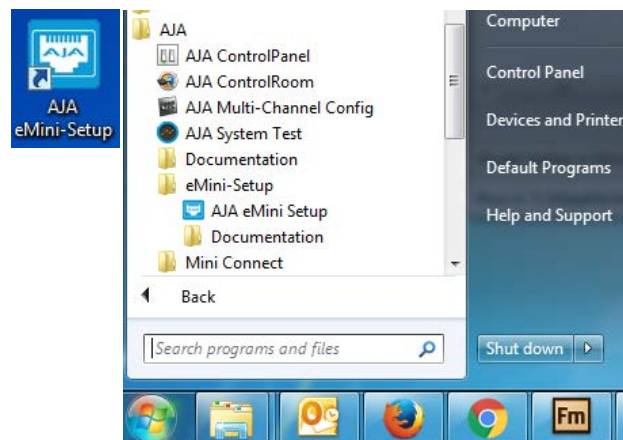 AJA
AJA
eMini-Setup
AJA
AJA ControlPanel
AJA ControlRoom
AJA Multi-Channel Config
AJA System Test
Documentation
eMini-Setup
AJA eMini Setup
Documentation
Mini Connect
Back
Search programs and files
Computer
Control Panel
Devices and Printer
Default Programs
Help and Support
Shut down
Fm